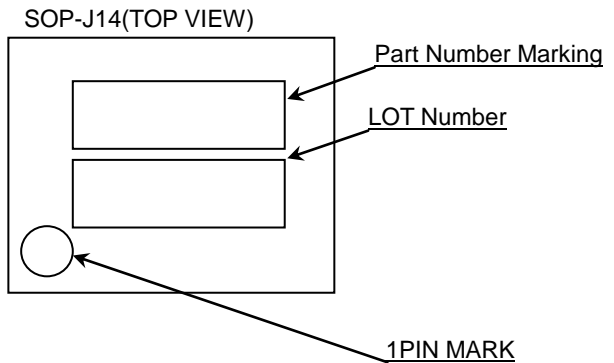 SOP-J14(TOP VIEW)
Part Number Marking
LOT Number
1PIN MARK